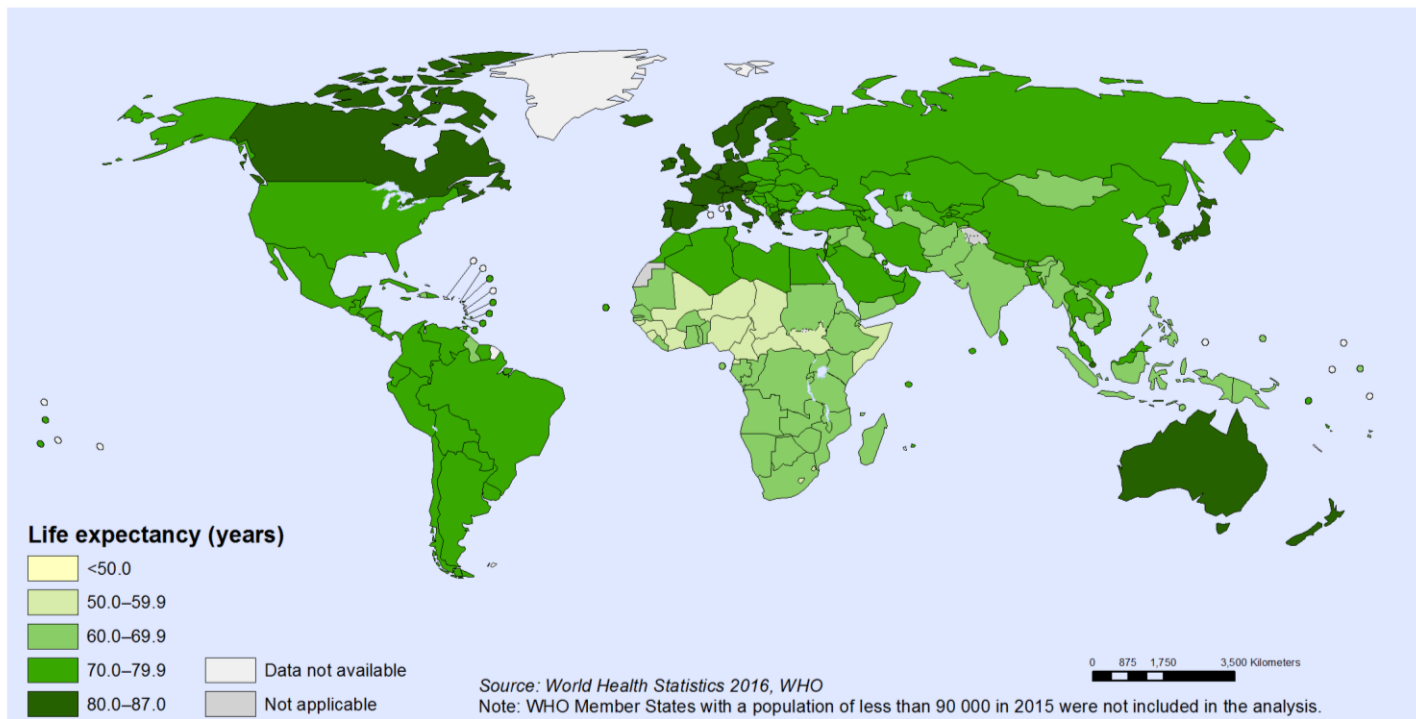 Life expectancy (years)
<50.0
50.0–59.9
60.0–69.9
70.0–79.9
80.0–87.0
Data not available
Not applicable
0 875 1,750 3,500 Kilometers
Source: World Health Statistics 2016, WHO
Note: WHO Member States with a population of less than 90 000 in 2015 were not included in the analysis.